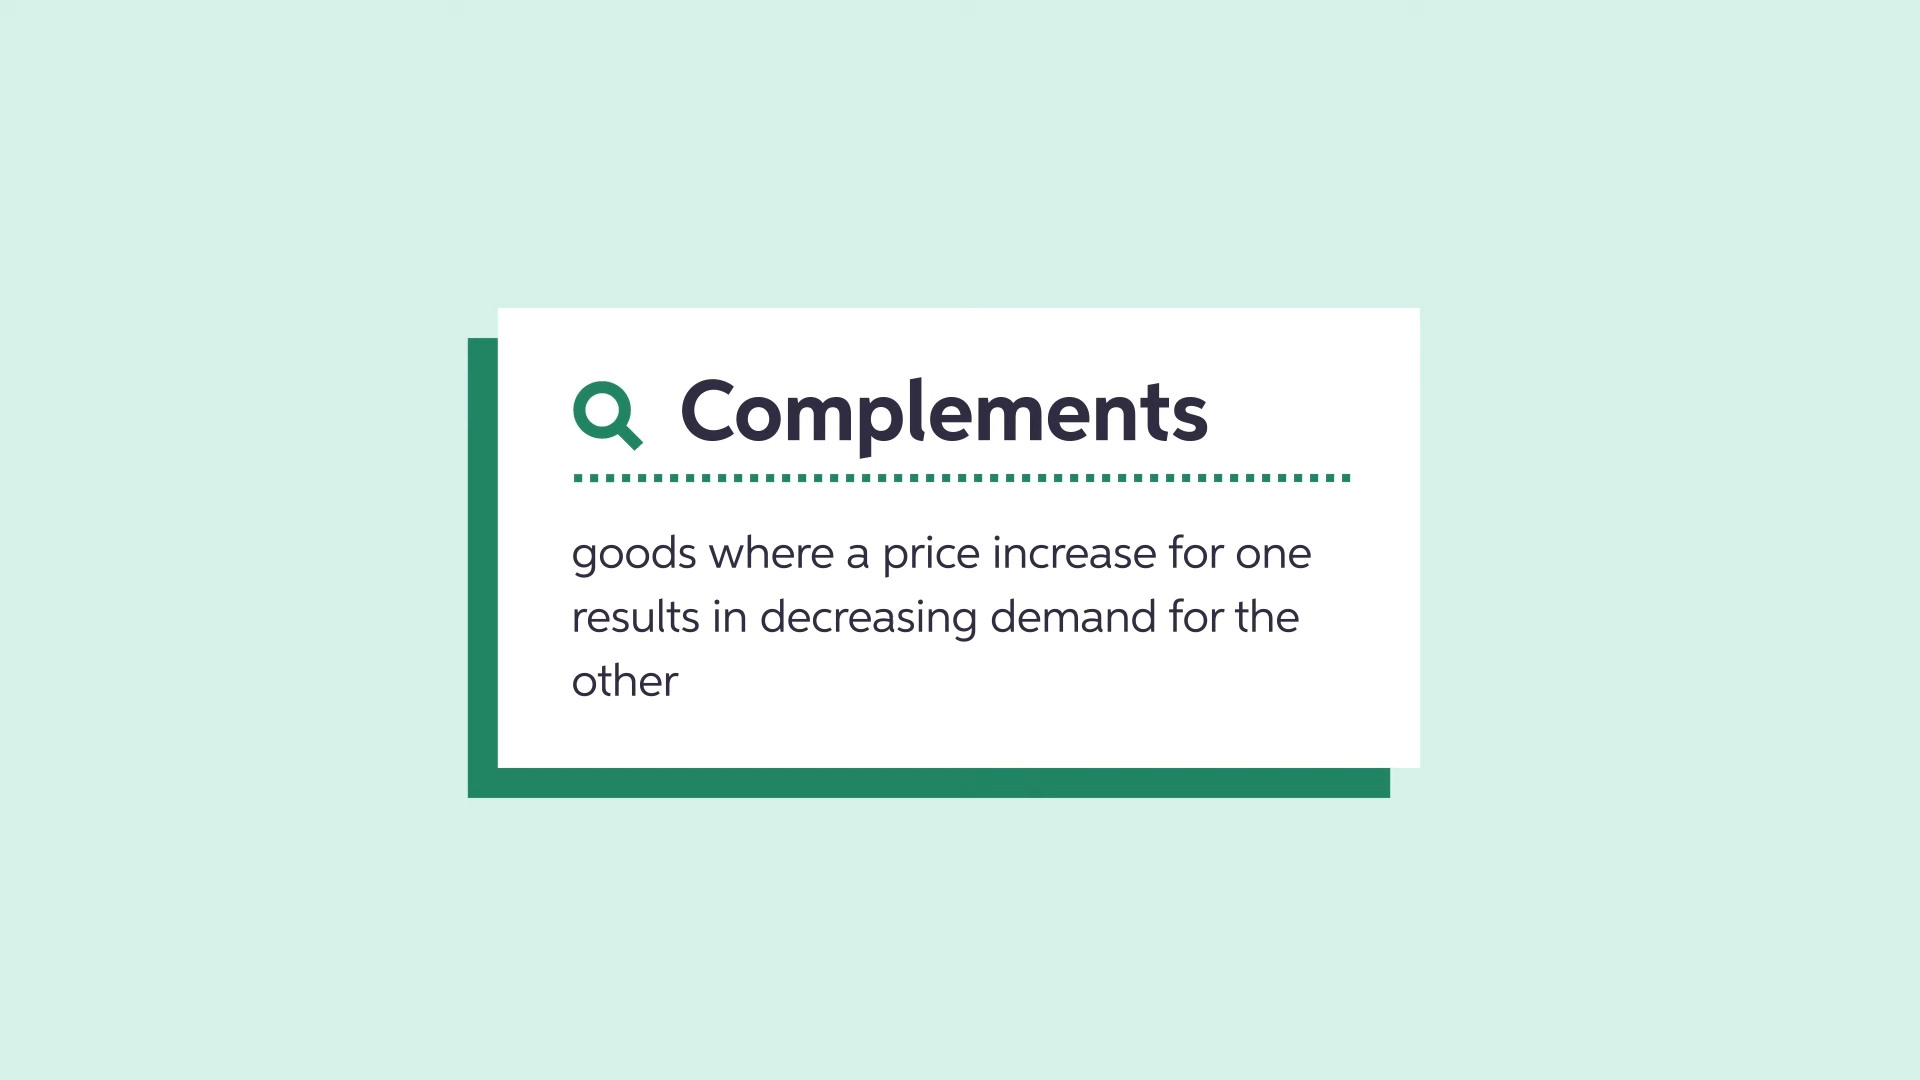 Complements
goods where a price increase for one
results in decreasing demand for the
other